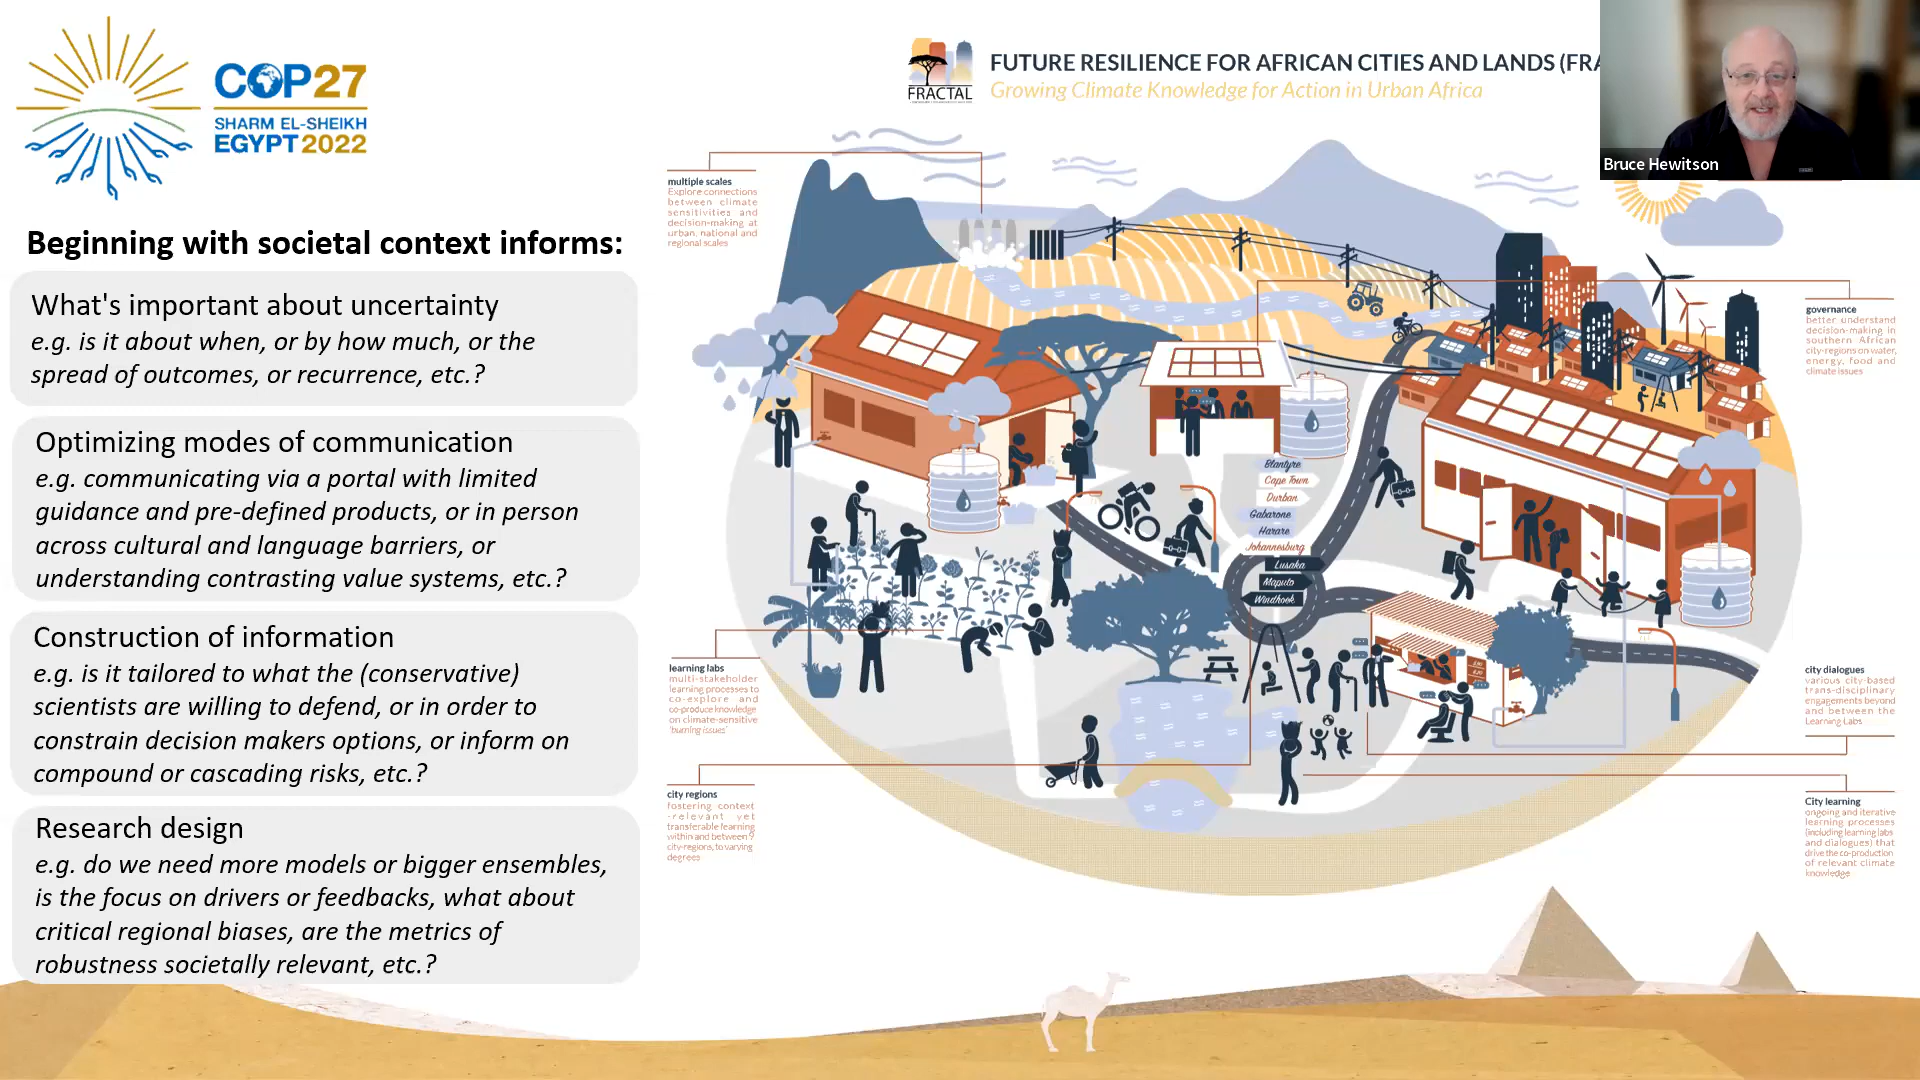 COP27
SHARM EL-SHEIKH
EGYPT 2022
FRACTAL
FUTURE RESILIENCE FOR AFRICAN CITIES AND LANDS (FRA
Growing Climate Knowledge for Action in Urban Africa
Bruce Hewitson
Beginning with societal context informs:
What's important about uncertainty
e.g. is it about when, or by how much, or the
spread of outcomes, or recurrence, etc.?
Optimizing modes of communication
e.g. communicating via a portal with limited
guidance and pre-defined products, or in person
across cultural and language barriers, or
understanding contrasting value systems, etc.?
Construction of information
e.g. is it tailored to what the (conservative)
scientists are willing to defend, or in order to
constrain decision makers options, or inform on
compound or cascading risks, etc.?
Research design
e.g. do we need more models or bigger ensembles,
is the focus on drivers or feedbacks, what about
critical regional biases, are the metrics of
robustness societally relevant, etc.?
multiple scales
Explore connections
between climate
sensitivities and
decision-making at
urban, national and
regional scales
governance
better understand
decision-making in
southern African
city-regions on water,
energy, food and
climate issues
Blantyre
Cape Town
Durban
Gabarone
Harare
Johannesburg
Lusaka
Maputo
Windhoek
learning labs
multi-stakeholder
learning processes to
co-explore and
co-produce knowledge
on climate-sensitive
'burning issues'
city regions
fostering context
-relevant yet
transferable learning
within and between 9
city-regions, to varying
degrees
city dialogues
various city-based
trans-disciplinary
engagements beyond
and between the
Learning Labs
City learning
ongoing and iterative
learning processes
(including learning labs
and dialogues) that
drive the co-production
of relevant climate
knowledge